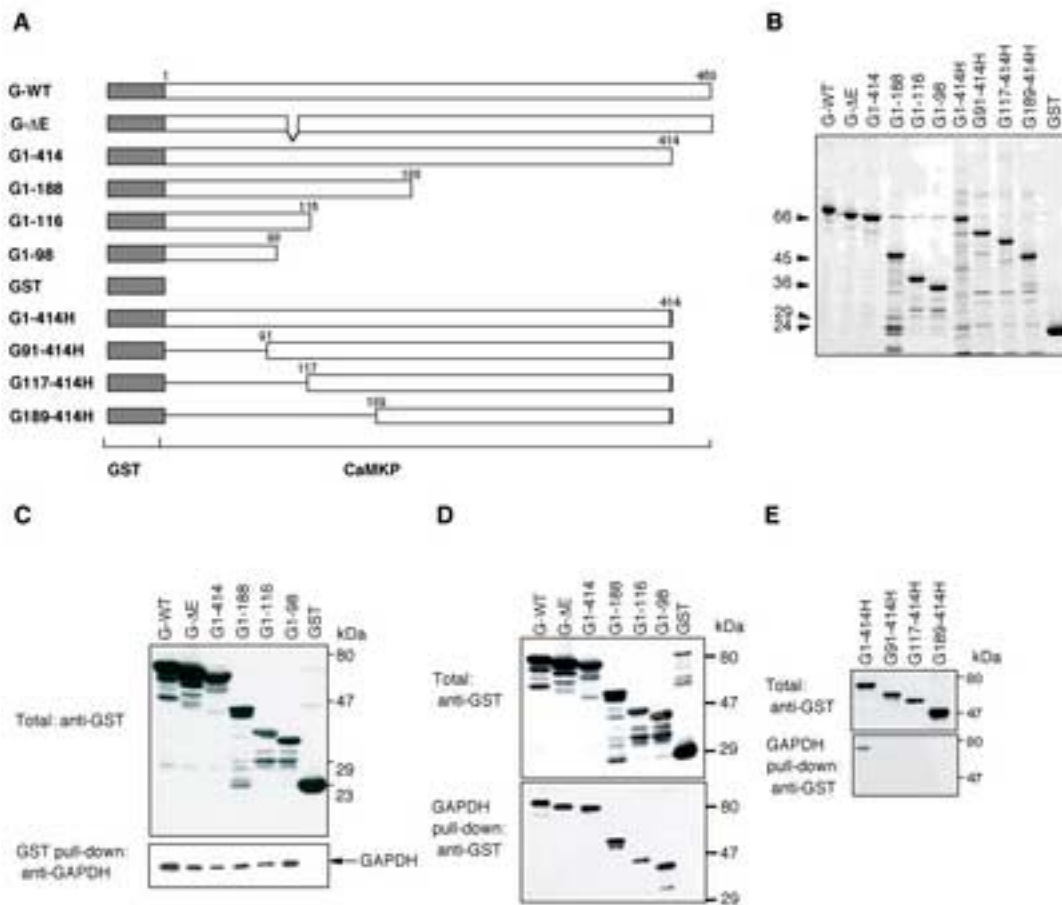 A
1
G-WT
G-ΔE
G1-414
414
G1-188
G1-116
G1-98
GST
G1-414H
414
G91-414H
91
G117-414H
117
G189-414H
GST
CaMKP
B
G-WT
G-ΔE
G1-414
G1-188
G1-116
G1-98
G1-414H
G91-414H
G117-414H
G189-414H
GST
66
45
36
24
C
G-WT
G-ΔE
G1-414
G1-188
G1-116
G1-98
GST
kDa
80
47
29
23
Total: anti-GST
GST pull-down:
anti-GAPDH
GAPDH
D
G-WT
G-ΔE
G1-414
G1-188
G1-116
G1-98
GST
kDa
80
47
29
Total:
anti-GST
GAPDH
pull-down:
anti-GST
80
47
29
E
G1-414H
G91-414H
G117-414H
G189-414H
kDa
Total:
anti-GST
80
47
GAPDH
pull-down
anti-GST
80
47